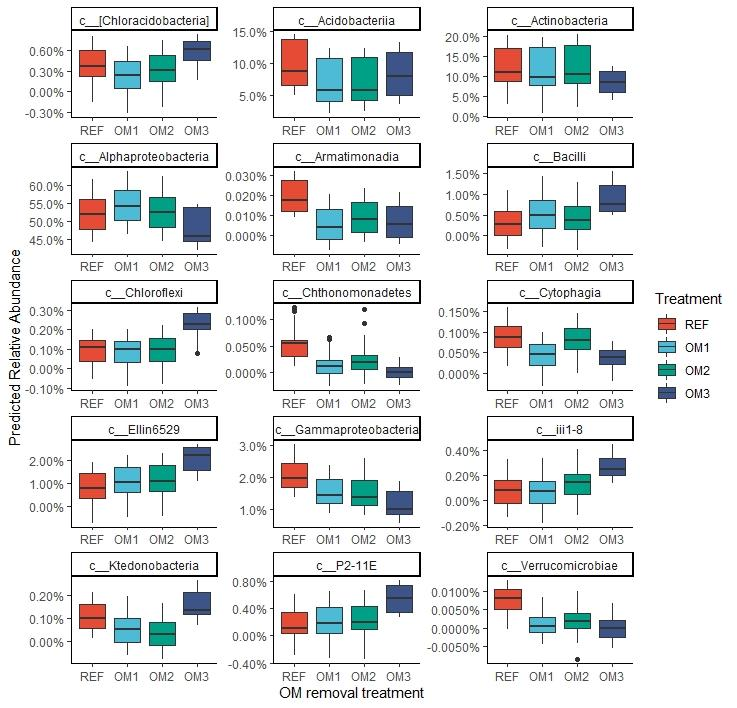 c__[Chloracidobacteria] c__Acidobacteriia c__Actinobacteria
0.60% 0.30% 0.00% -0.30%
15.0% 10.0% 5.0%
20.0% 15.0% 10.0% 5.0% 0.0%
REF OM1 OM2 OM3 REF OM1 OM2 OM3 REF OM1 OM2 OM3
c__Alphaproteobacteria c__Armatimonadia c__Bacilli
60.0% 55.0% 50.0% 45.0%
0.030% 0.020% 0.010% 0.000%
1.50% 1.00% 0.50% 0.00%
REF OM1 OM2 OM3 REF OM1 OM2 OM3 REF OM1 OM2 OM3
Predicted Relative Abundance
c__Chloroflexi c__Chthonomonadetes c__Cytophagia
0.30% 0.20% 0.10% 0.00% -0.10%
0.100% 0.050% 0.000%
0.150% 0.100% 0.050% 0.000%
REF OM1 OM2 OM3 REF OM1 OM2 OM3 REF OM1 OM2 OM3
Treatment
REF
OM1
OM2
OM3
c__Ellin6529 c__Gammaproteobacteria c__iii1-8
2.00% 1.00% 0.00%
3.0% 2.0% 1.0%
0.40% 0.20% 0.00% -0.20%
REF OM1 OM2 OM3 REF OM1 OM2 OM3 REF OM1 OM2 OM3
c__Ktedonobacteria c__P2-11E c__Verrucomicrobiae
0.20% 0.10% 0.00%
0.80% 0.40% 0.00% -0.40%
0.0100% 0.0050% 0.0000% -0.0050%
REF OM1 OM2 OM3 REF OM1 OM2 OM3 REF OM1 OM2 OM3
OM removal treatment